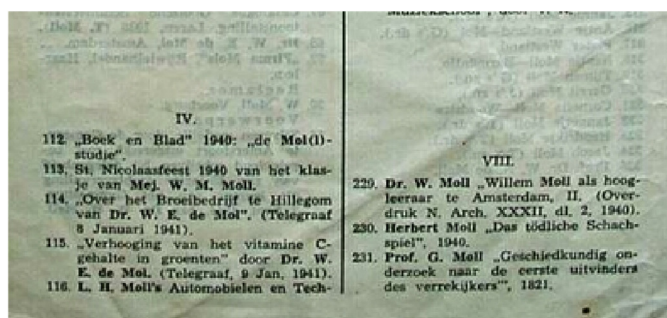 IV.
112. „Boek en Blad” 1940: „de Mol(l)-
studie”.
113. St. Nicolaasfeest 1940 van het klas-
je van Mej. W. M. Moll.
114. „Over het Broeibedrijf te Hillegom
van Dr. W. E. de Mol”. (Telegraaf
8 Januari 1941).
115. „Verhooging van het vitamine C-
gehalte in groenten” door Dr. W.
E. de Mol. (Telegraaf, 9 Jan, 1941).
116. L. H. Moll's Automobielen en Tech-
VIII.
229. Dr. W. Moll „Willem Moll als hoog-
leeraar te Amsterdam, II. (Over-
druk N. Arch. XXXII, dl. 2, 1940).
230. Herbert Moll „Das tödliche Schach-
spiel”, 1940.
231. Prof. G. Moll „Geschiedkundig on-
derzoek naar de eerste uitvinders
des verrekijkers'”, 1821.